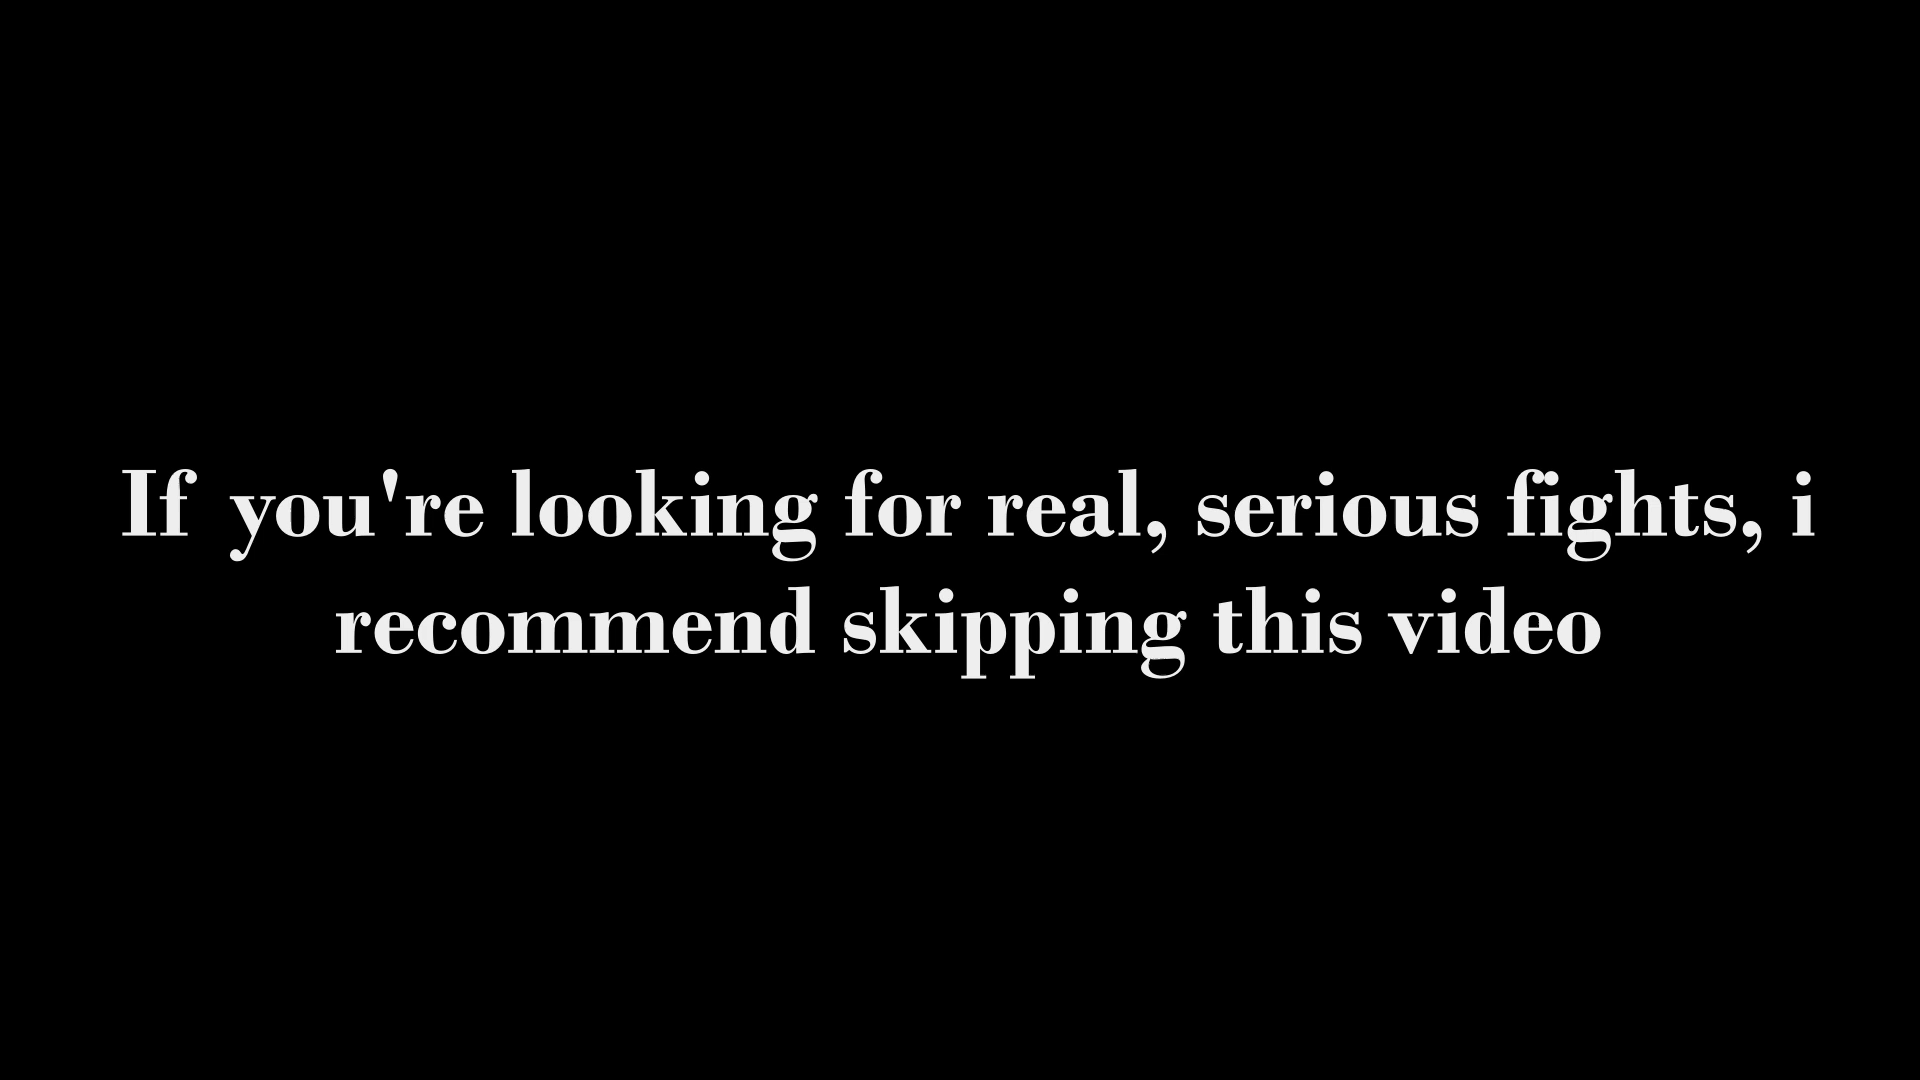 If you're looking for real, serious fights, i
recommend skipping this video